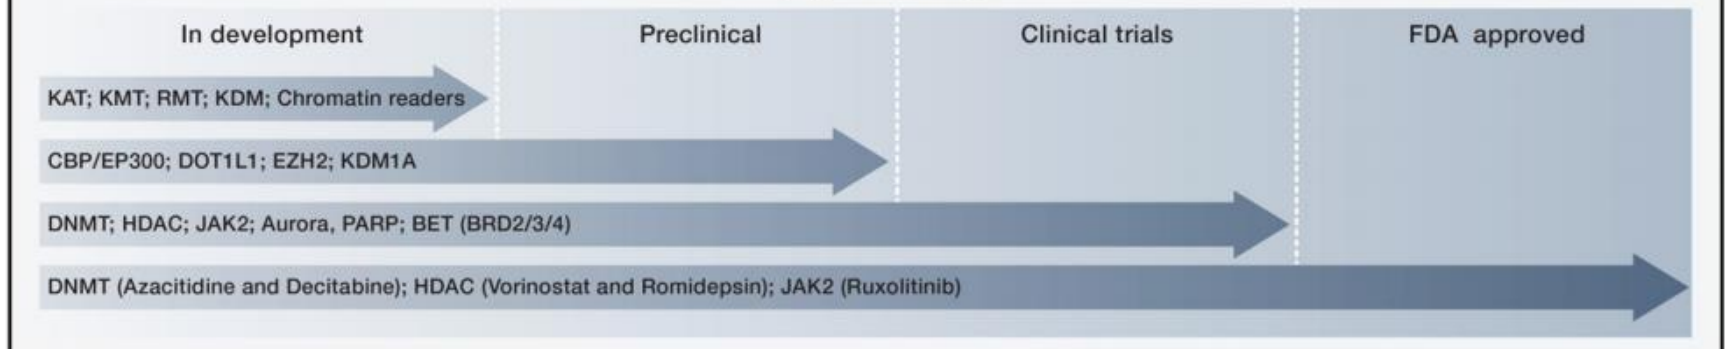 In development Preclinical Clinical trials FDA approved
KAT; KMT; RMT; KDM; Chromatin readers
CBP/EP300; DOT1L1; EZH2; KDM1A
DNMT; HDAC; JAK2; Aurora, PARP; BET (BRD2/3/4)
DNMT (Azacitidine and Decitabine); HDAC (Vorinostat and Romidepsin); JAK2 (Ruxolitinib)